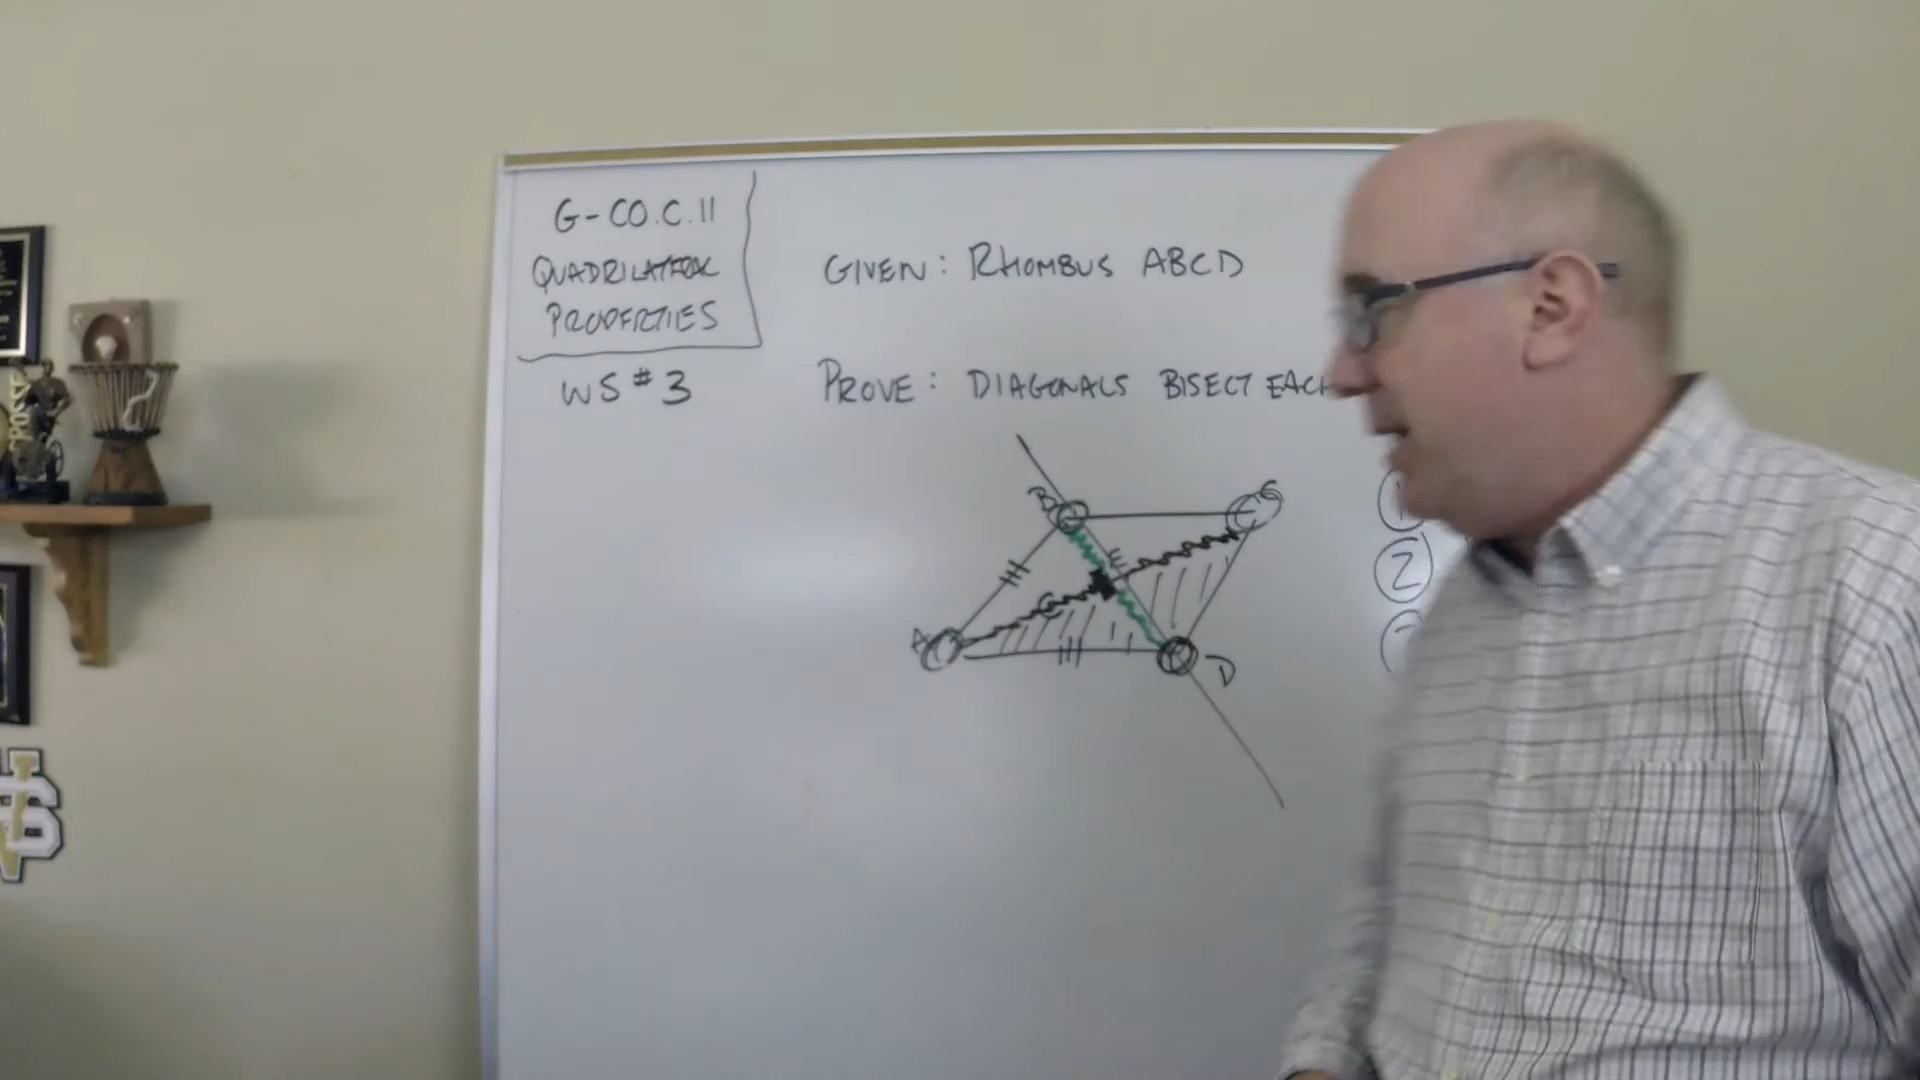 G-CO.C.11
QUADRILATERAL
PROPERTIES
WS #3
GIVEN: RHOMBUS ABCD
PROVE: DIAGONALS BISECT EACH
B
C
E
A
D
1
2